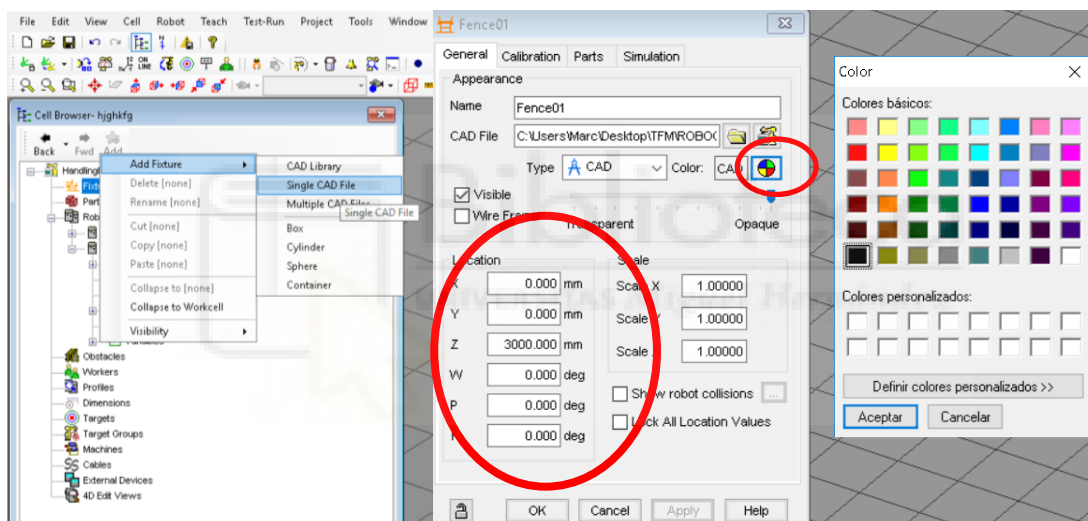 File Edit View Cell Robot Teach Test-Run Project Tools Window
ON
LINE
Cell Browser- hjghkfg
Back Fwd Add
Add Fixture
Delete [none]
Rename [none]
Cut [none]
Copy [none]
Paste [none]
Collapse to [none]
Collapse to Workcell
Visibility
CAD Library
Single CAD File
Multiple CAD Files
Single CAD File
Box
Cylinder
Sphere
Container
Obstacles
Workers
Profiles
Dimensions
Targets
Target Groups
Machines
Cables
External Devices
4D Edit Views
Fence01
General Calibration Parts Simulation
Appearance
Name Fence01
CAD File C:\Users\Marc\Desktop\TFM\ROBO(
Type CAD Color: CAD
Visible
Wire
Transparent Opaque
Location
X 0.000 mm
Y 0.000 mm
Z 3000.000 mm
W 0.000 deg
P 0.000 deg
0.000 deg
Scale
Scale X 1.00000
Scale Y 1.00000
Scale 1.00000
Show robot collisions ...
Lock All Location Values
OK Cancel Apply Help
Color
Colores básicos:
Colores personalizados:
Definir colores personalizados >>
Aceptar Cancelar
Biblioteca
UNIVERSITAS Miguel Hernández